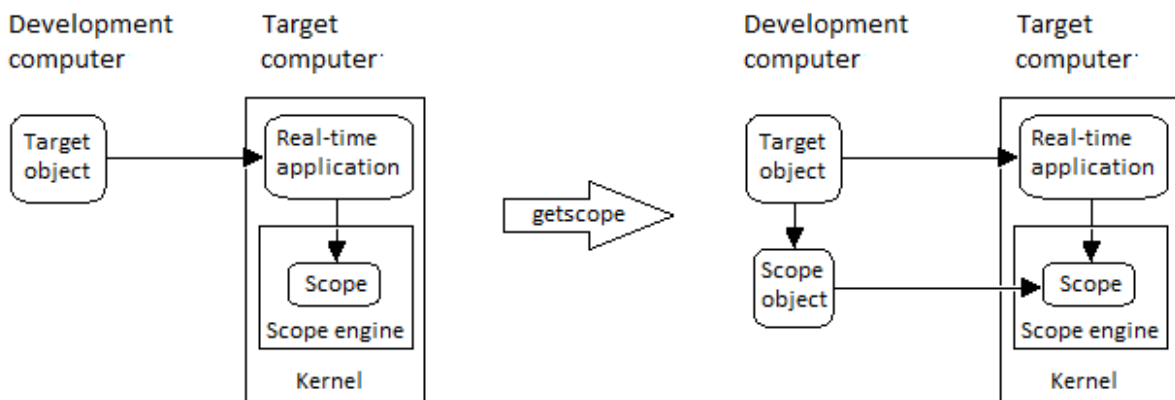 Development
computer
Target
computer
Target
object
Real-time
application
Scope
Scope engine
Kernel
getscope
Development
computer
Target
computer
Target
object
Real-time
application
Scope
object
Scope
Scope engine
Kernel